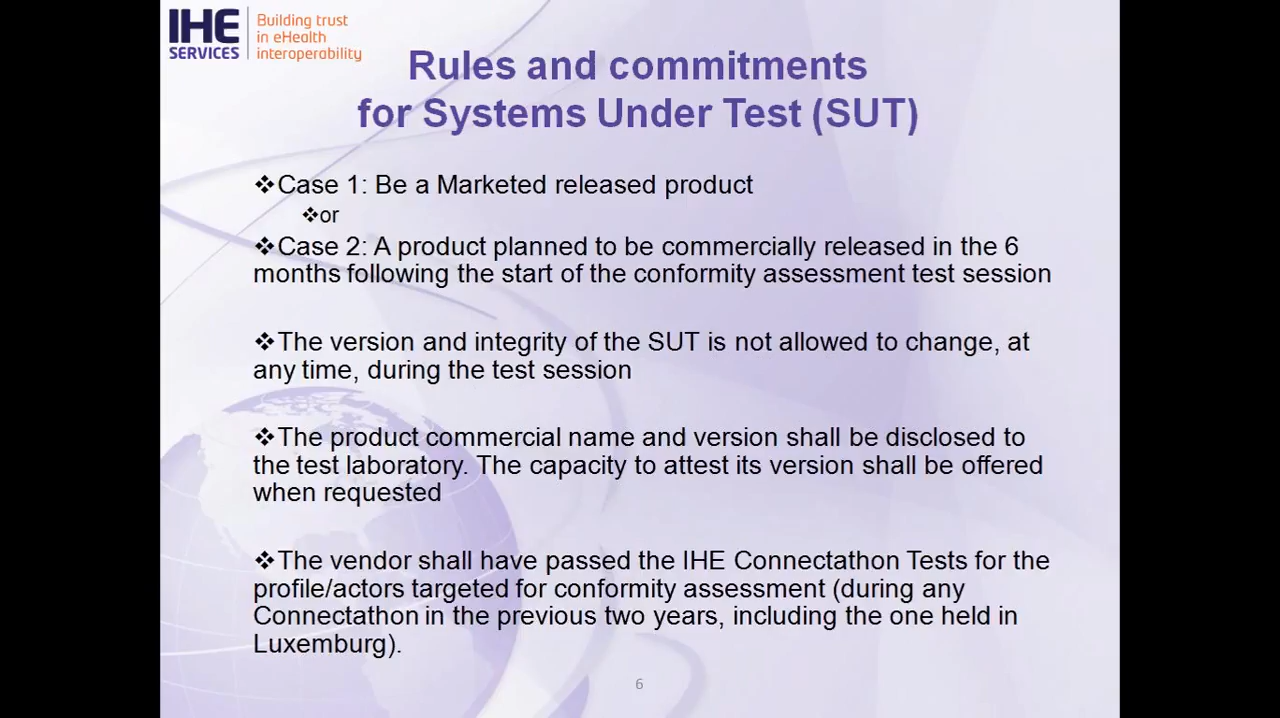 IHE
SERVICES
Building trust
in eHealth
interoperability
Rules and commitments
for Systems Under Test (SUT)
❖Case 1: Be a Marketed released product
❖or
❖Case 2: A product planned to be commercially released in the 6
months following the start of the conformity assessment test session
❖The version and integrity of the SUT is not allowed to change, at
any time, during the test session
❖The product commercial name and version shall be disclosed to
the test laboratory. The capacity to attest its version shall be offered
when requested
❖The vendor shall have passed the IHE Connectathon Tests for the
profile/actors targeted for conformity assessment (during any
Connectathon in the previous two years, including the one held in
Luxemburg).
6